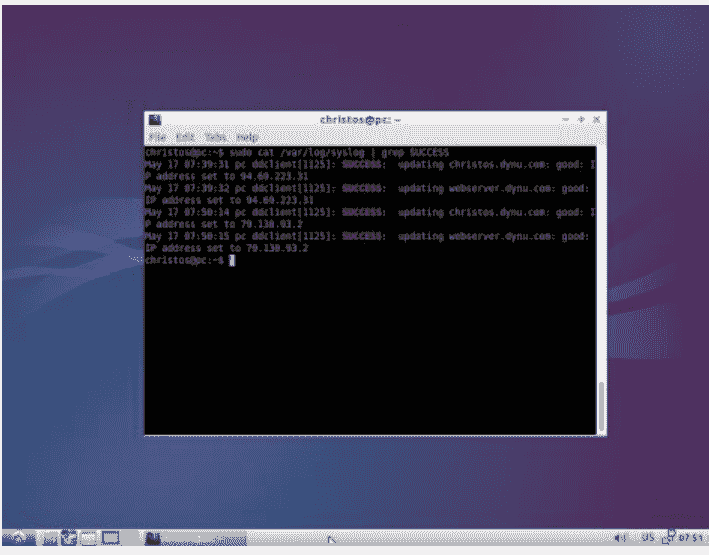 christos@pc: ~
File Edit Tabs Help
christos@pc:~$ sudo cat /var/log/syslog | grep SUCCESS
May 17 07:39:31 pc ddclient[1125]: SUCCESS:  updating christos.dynu.com: good: I
P address set to 94.69.223.31
May 17 07:39:32 pc ddclient[1125]: SUCCESS:  updating webserver.dynu.com: good:
IP address set to 94.69.223.31
May 17 07:50:14 pc ddclient[1125]: SUCCESS:  updating christos.dynu.com: good: I
P address set to 79.130.93.2
May 17 07:50:15 pc ddclient[1125]: SUCCESS:  updating webserver.dynu.com: good:
IP address set to 79.130.93.2
christos@pc:~$
US 07:51